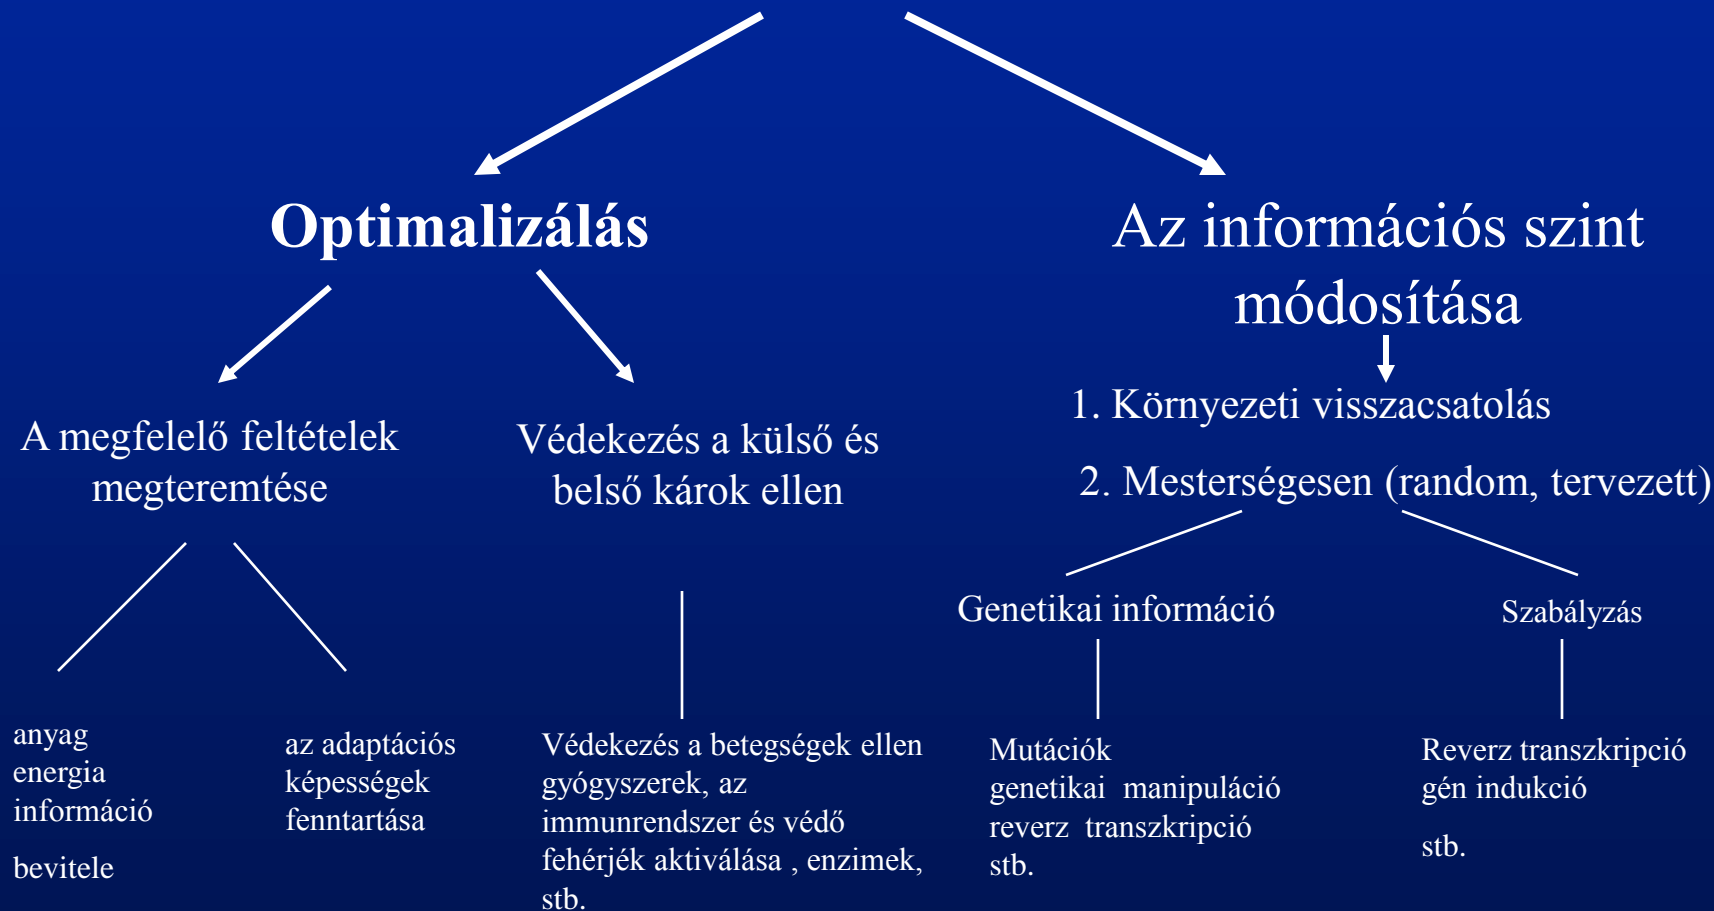 Optimalizálás
Az információs szint
módosítása
A megfelelő feltételek
megteremtése
Védekezés a külső és
belső károk ellen
1. Környezeti visszacsatolás
2. Mesterségesen (random, tervezett)
Genetikai információ
Szabályzás
anyag
energia
információ
bevitele
az adaptációs
képességek
fenntartása
Védekezés a betegségek ellen
gyógyszerek, az
immunrendszer és védő
fehérjék aktiválása , enzimek,
stb.
Mutációk
genetikai manipuláció
reverz transzkripció
stb.
Reverz transzkripció
gén indukció
stb.